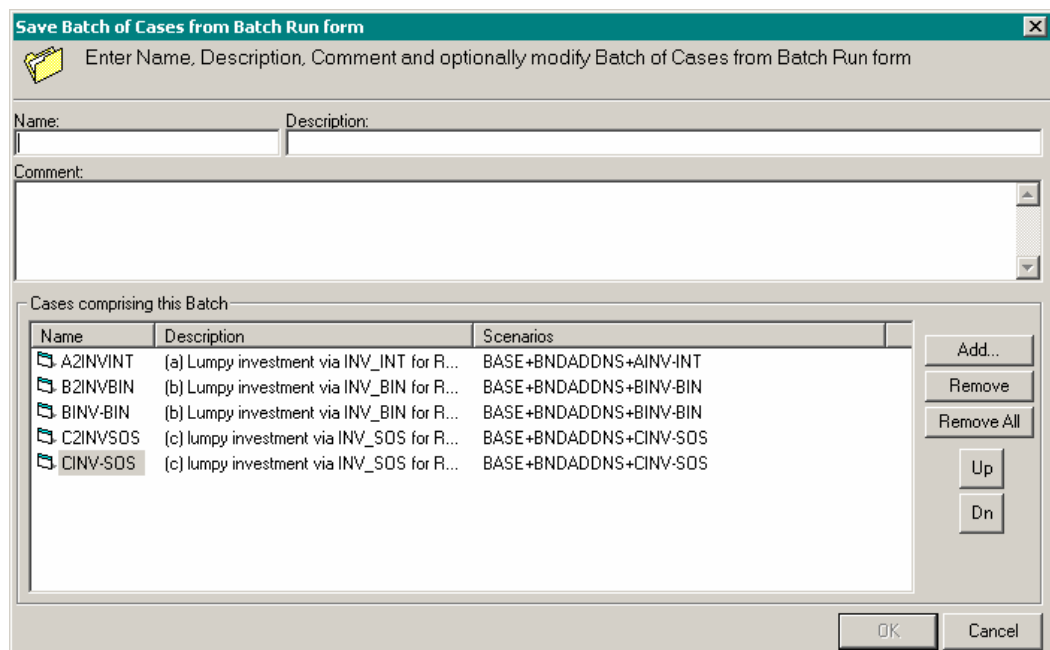 Save Batch of Cases from Batch Run form
Enter Name, Description, Comment and optionally modify Batch of Cases from Batch Run form
Name: Description:
Comment:
Cases comprising this Batch
Name Description Scenarios
A2INVINT (a) Lumpy investment via INV_INT for R... BASE+BNDADDNS+AINV-INT
B2INVBIN (b) Lumpy investment via INV_BIN for R... BASE+BNDADDNS+BINV-BIN
BINV-BIN (b) Lumpy investment via INV_BIN for R... BASE+BNDADDNS+BINV-BIN
C2INVSOS (c) lumpy investment via INV_SOS for R... BASE+BNDADDNS+CINV-SOS
CINV-SOS (c) lumpy investment via INV_SOS for R... BASE+BNDADDNS+CINV-SOS
Add...
Remove
Remove All
Up
Dn
OK Cancel